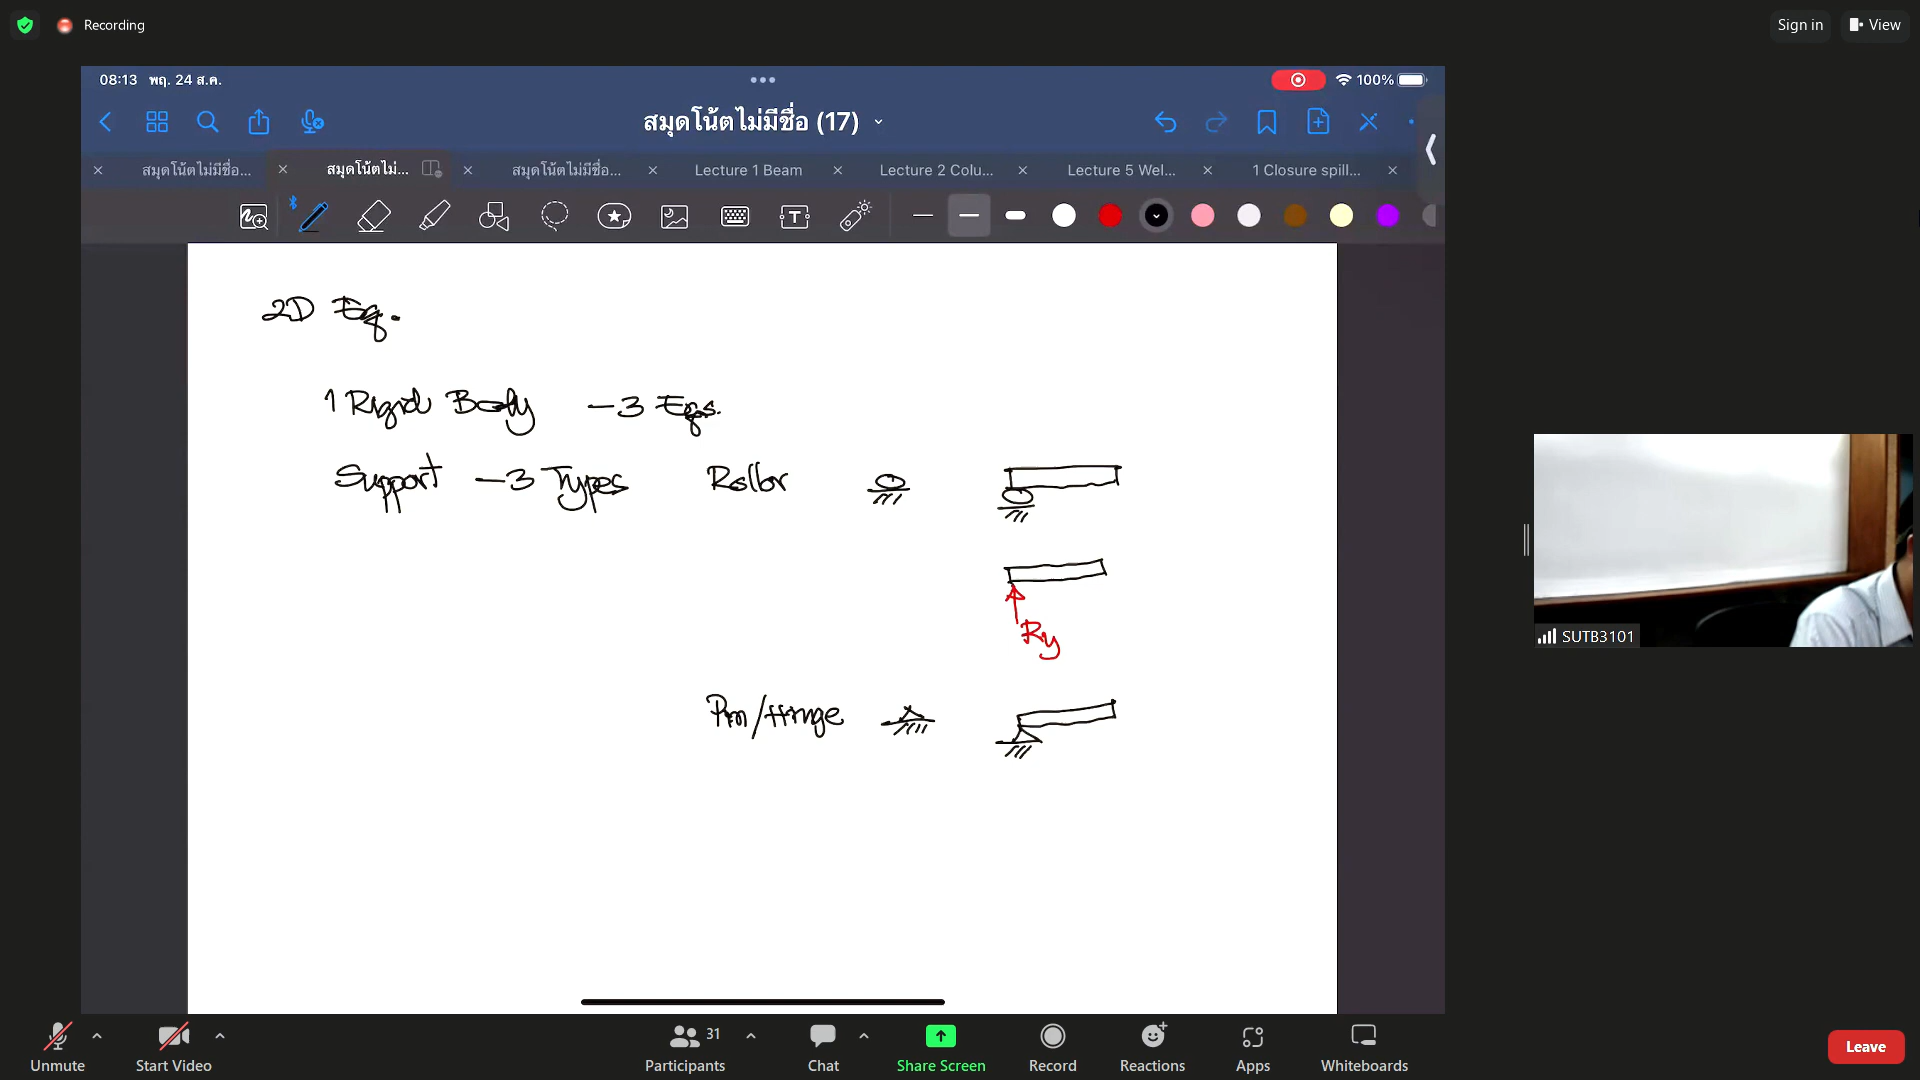 Recording
Sign in
View
08:13 พฤ. 24 ส.ค.
100%
สมุดโน้ตไม่มีชื่อ (17)
สมุดโน้ตไม่มีชื่อ...
สมุดโน้ตไม่...
สมุดโน้ตไม่มีชื่อ...
Lecture 1 Beam
Lecture 2 Colu...
Lecture 5 Wel...
1 Closure spill...
T
2D Eq.
1 Rigid Body - 3 Eqs.
Support - 3 Types Roller
Ry
Pin/Hinge
SUTB3101
Unmute
Start Video
31
Participants
Chat
Share Screen
Record
Reactions
Apps
Whiteboards
Leave